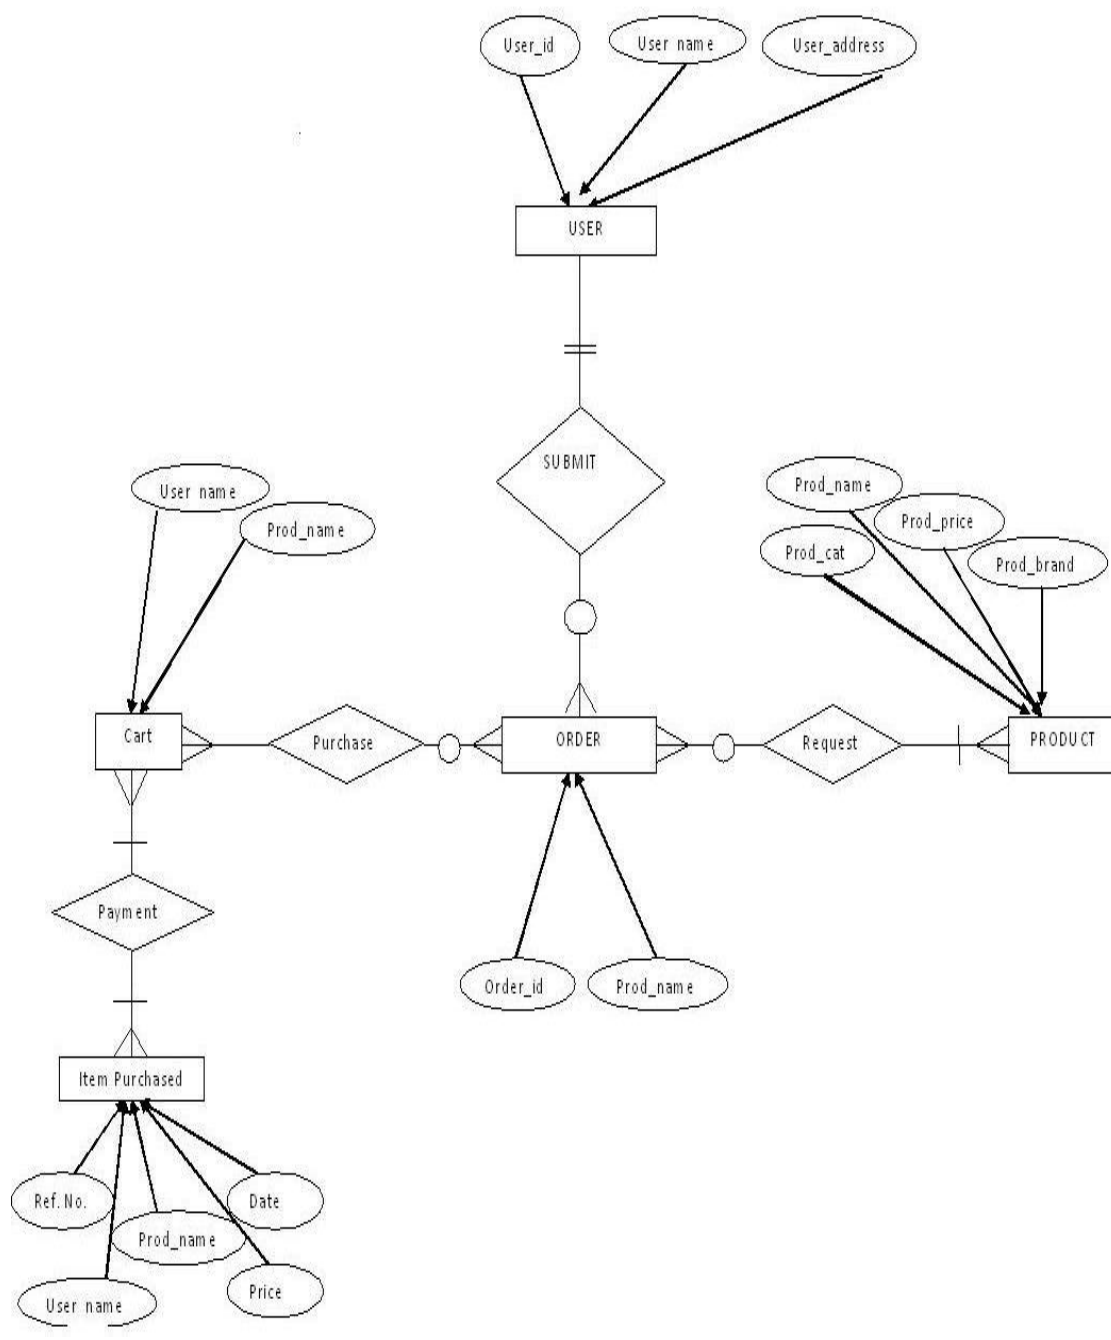 User_id
User name
User_address
USER
SUBMIT
User name
Prod_name
Prod_name
Prod_price
Prod_cat
Prod_brand
Cart
Purchase
ORDER
Request
PRODUCT
Payment
Order_id
Prod_name
Item Purchased
Ref. No.
Date
Prod_name
Price
User name